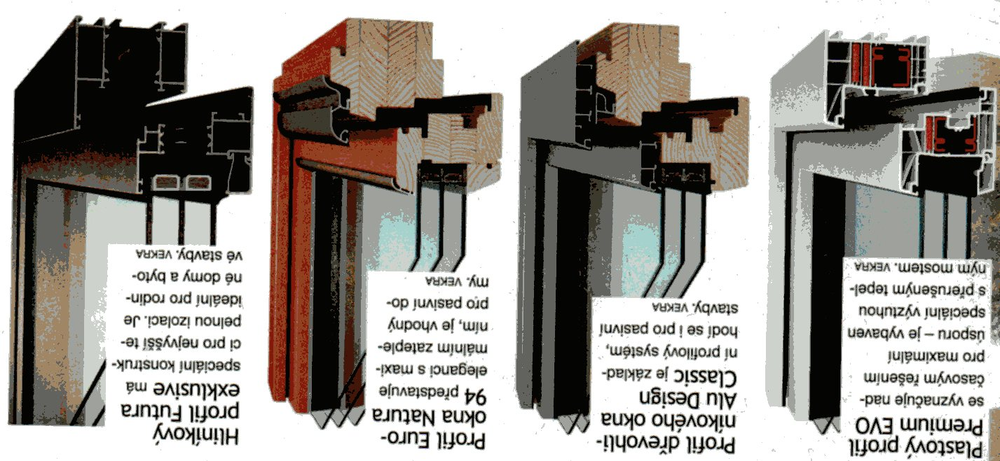 Plastový profil
Premium EVO
se vyznačuje nad-
časovým řešením
pro maximální
úsporu – je vybaven
speciální výztuhou
s přerušeným tepel-
ným mostem. VEKRA
Profil dřevohli-
níkového okna
Alu Design
Classic je základ-
ní profilový systém,
hodí se i pro pasivní
stavby. VEKRA
Profil Euro-
okna Natura
94 představuje
eleganci s maxi-
málním zateple-
ním, je vhodný
pro pasivní do-
my. VEKRA
Hliníkový
profil Futura
exklusive má
speciální konstruk-
ci pro nejvyšší te-
pelnou izolaci. Je
ideální pro rodin-
né domy a byto-
vé stavby. VEKRA